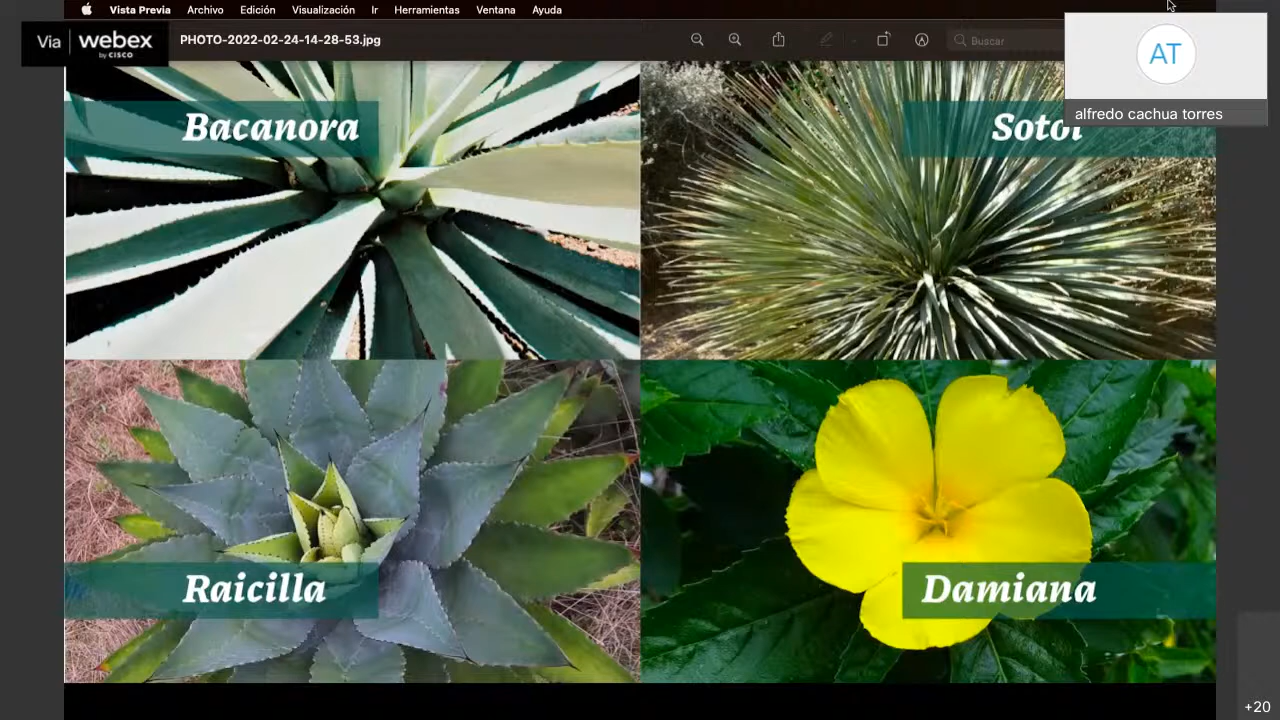 Vista Previa Archivo Edición Visualización Ir Herramientas Ventana Ayuda
Via webex
by CISCO
PHOTO-2022-02-24-14-28-53.jpg
Buscar
AT
alfredo cachua torres
Bacanora
Sotol
Raicilla
Damiana
+20